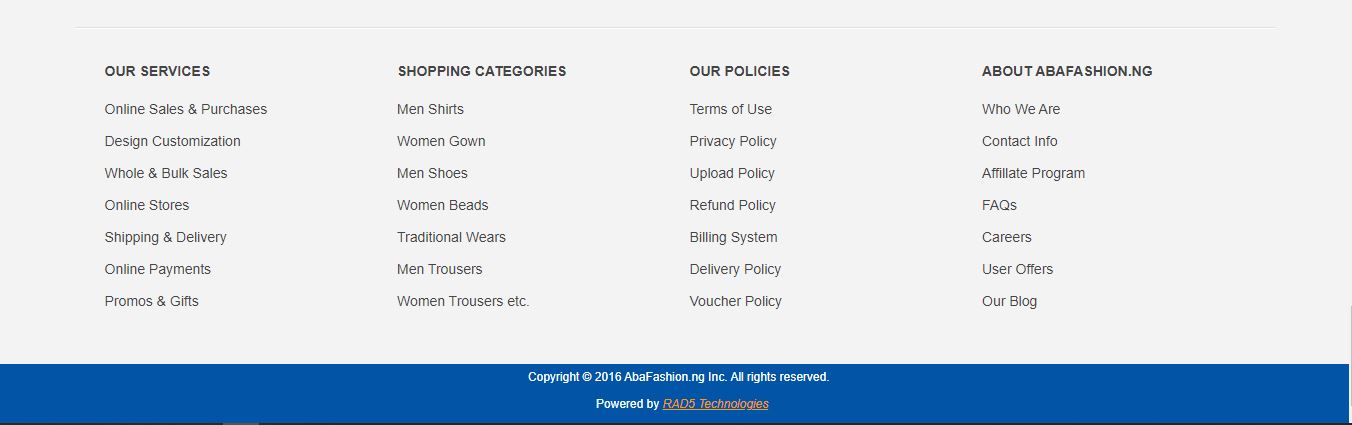 OUR SERVICES
Online Sales & Purchases
Design Customization
Whole & Bulk Sales
Online Stores
Shipping & Delivery
Online Payments
Promos & Gifts
SHOPPING CATEGORIES
Men Shirts
Women Gown
Men Shoes
Women Beads
Traditional Wears
Men Trousers
Women Trousers etc.
OUR POLICIES
Terms of Use
Privacy Policy
Upload Policy
Refund Policy
Billing System
Delivery Policy
Voucher Policy
ABOUT ABAFASHION.NG
Who We Are
Contact Info
Affillate Program
FAQs
Careers
User Offers
Our Blog
Copyright © 2016 AbaFashion.ng Inc. All rights reserved.
Powered by RAD5 Technologies